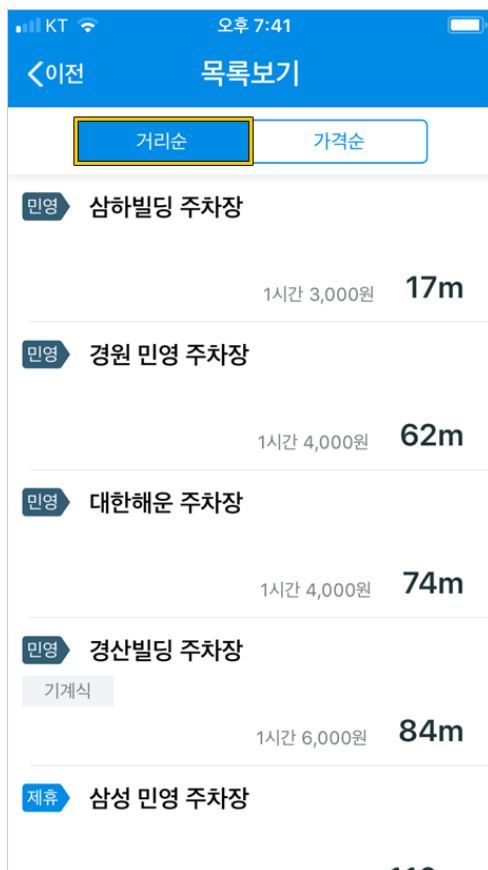 KT 오후 7:41
이전 목록보기
거리순 가격순
민영 삼하빌딩 주차장
1시간 3,000원 17m
민영 경원 민영 주차장
1시간 4,000원 62m
민영 대한해운 주차장
1시간 4,000원 74m
민영 경산빌딩 주차장
기계식
1시간 6,000원 84m
제휴 삼성 민영 주차장